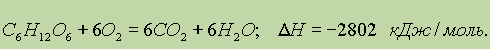 C₆H₁₂O₆ + 6O₂ = 6CO₂ + 6H₂O; ΔH = −2802 кДж/моль.